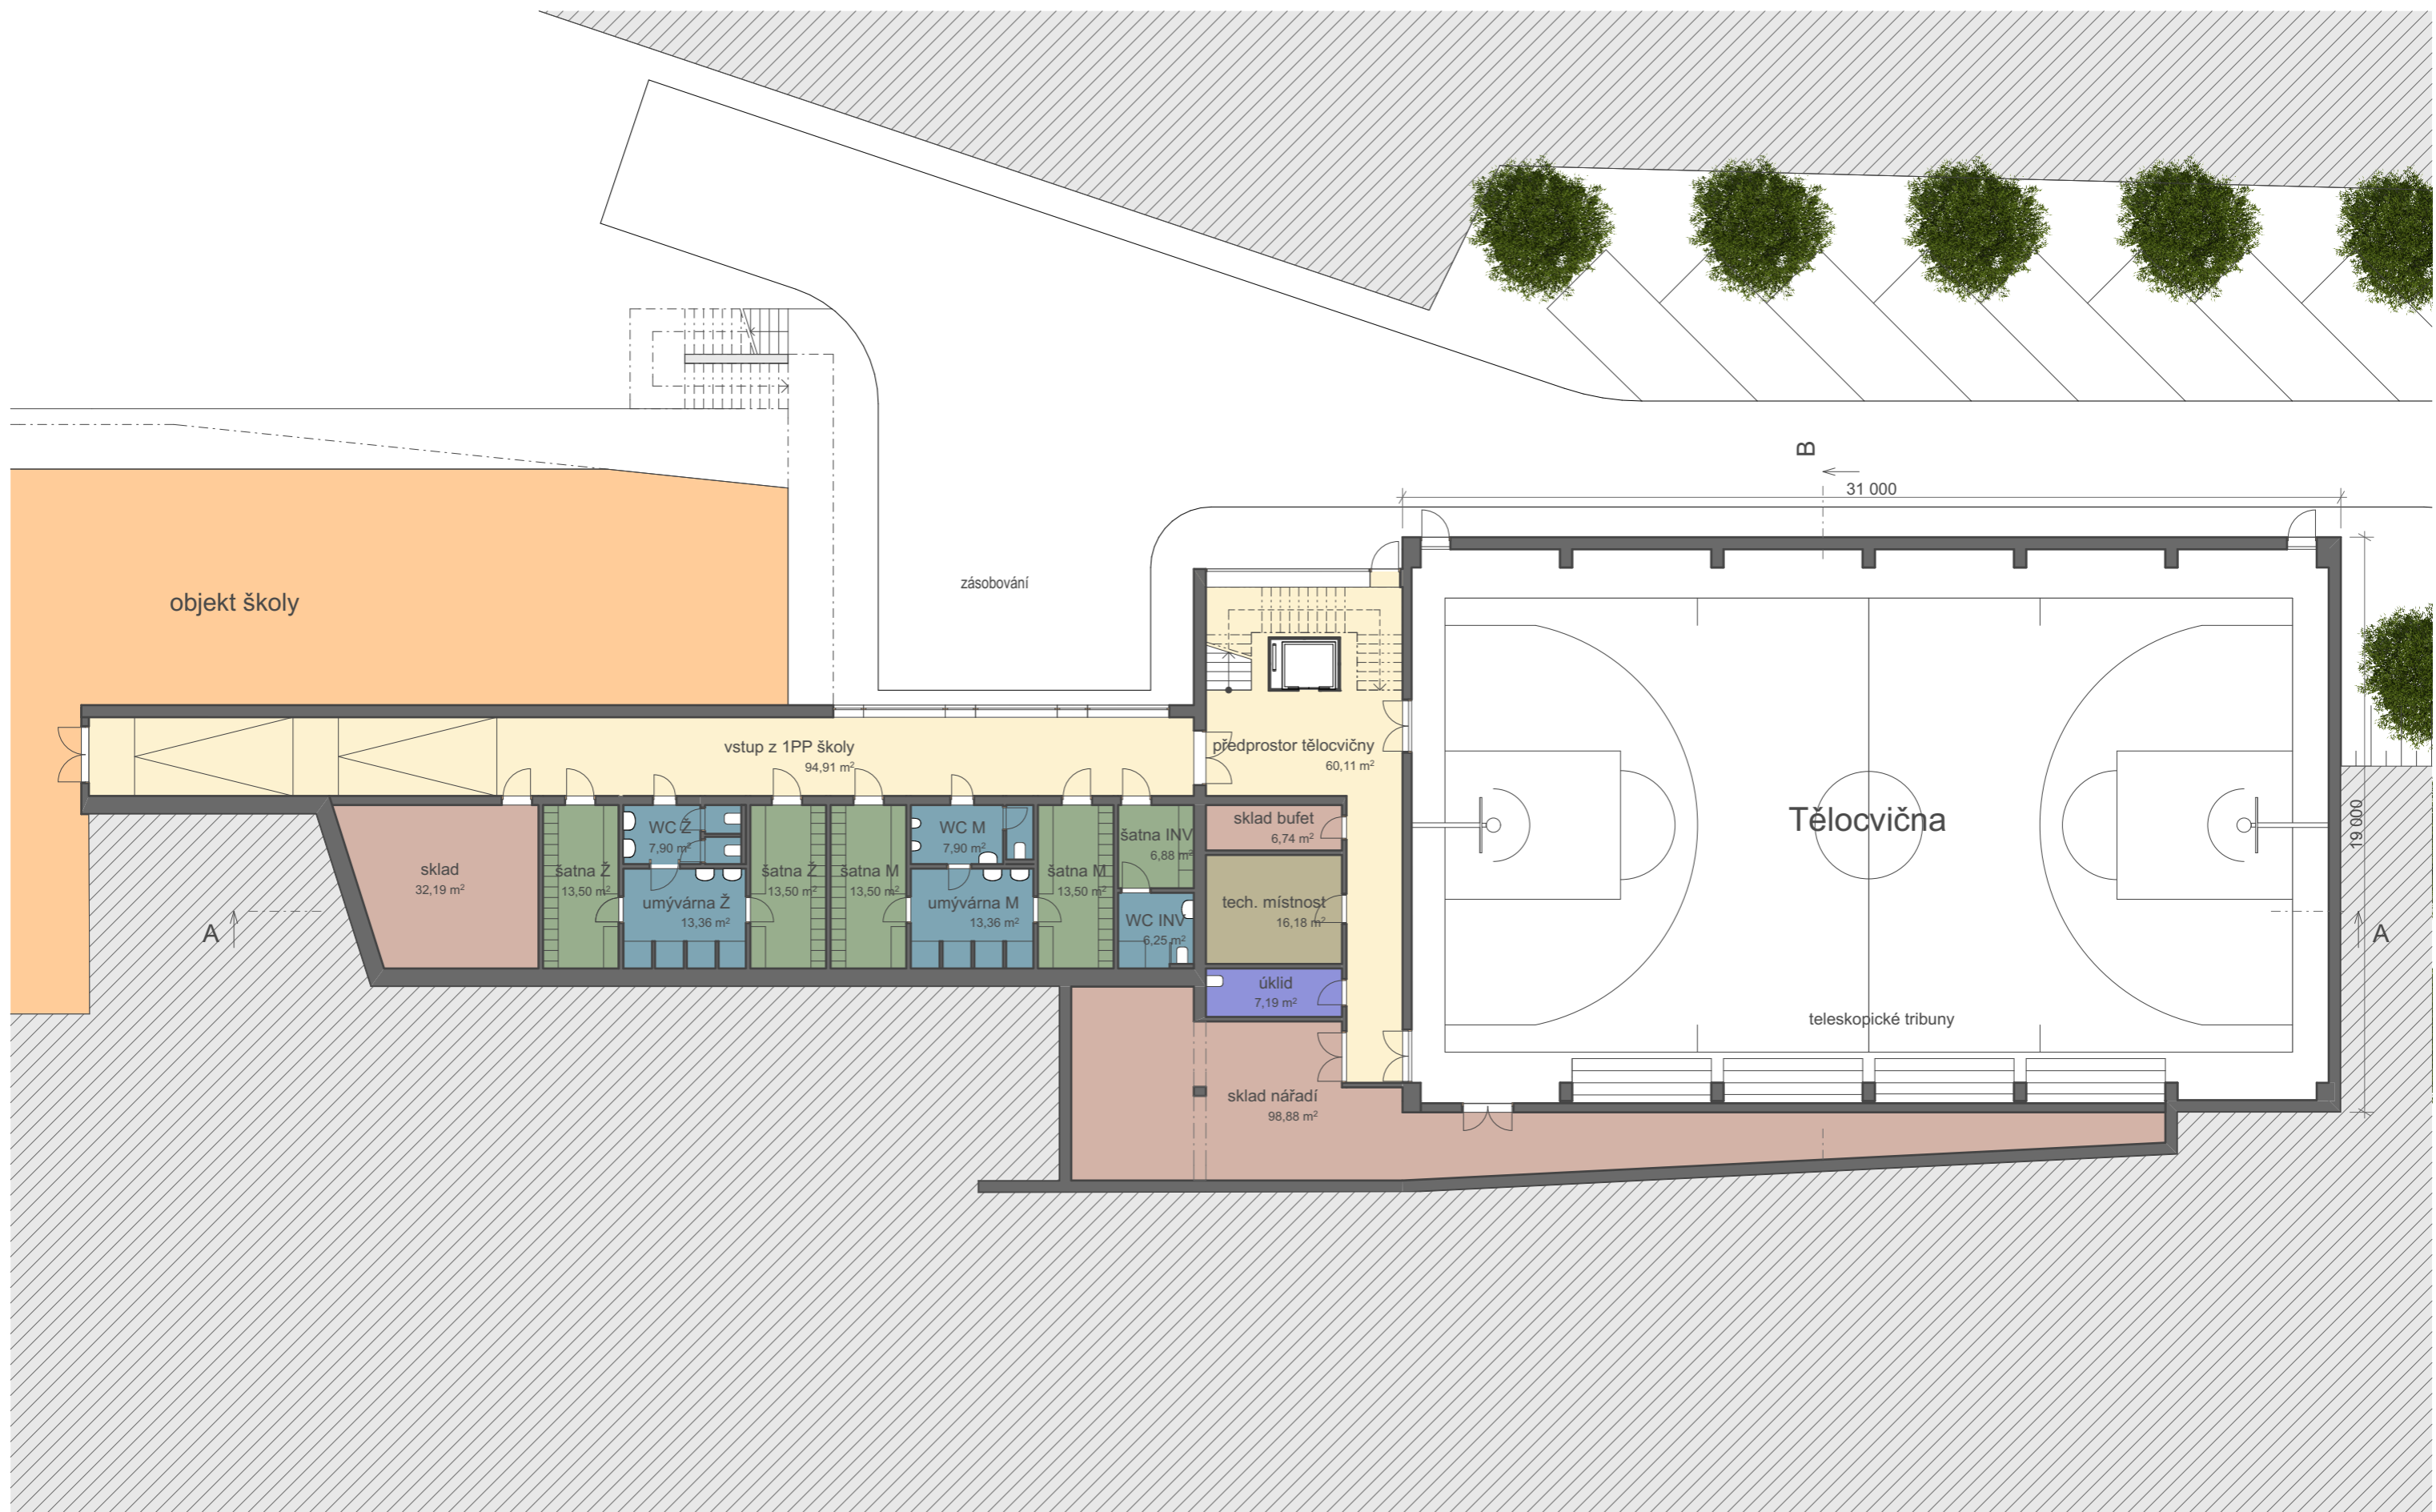 B
31 000
zásobování
objekt školy
vstup z 1PP školy
94,91 m²
předprostor tělocvičny
60,11 m²
Tělocvična
19 000
sklad
32,19 m²
šatna Ž
13,50 m²
WC Ž
7,90 m²
umývárna Ž
13,36 m²
šatna Ž
13,50 m²
šatna M
13,50 m²
WC M
7,90 m²
umývárna M
13,36 m²
šatna M
13,50 m²
šatna INV
6,88 m²
WC INV
6,25 m²
sklad bufet
6,74 m²
tech. místnost
16,18 m²
úklid
7,19 m²
A
A
teleskopické tribuny
sklad nářadí
98,88 m²